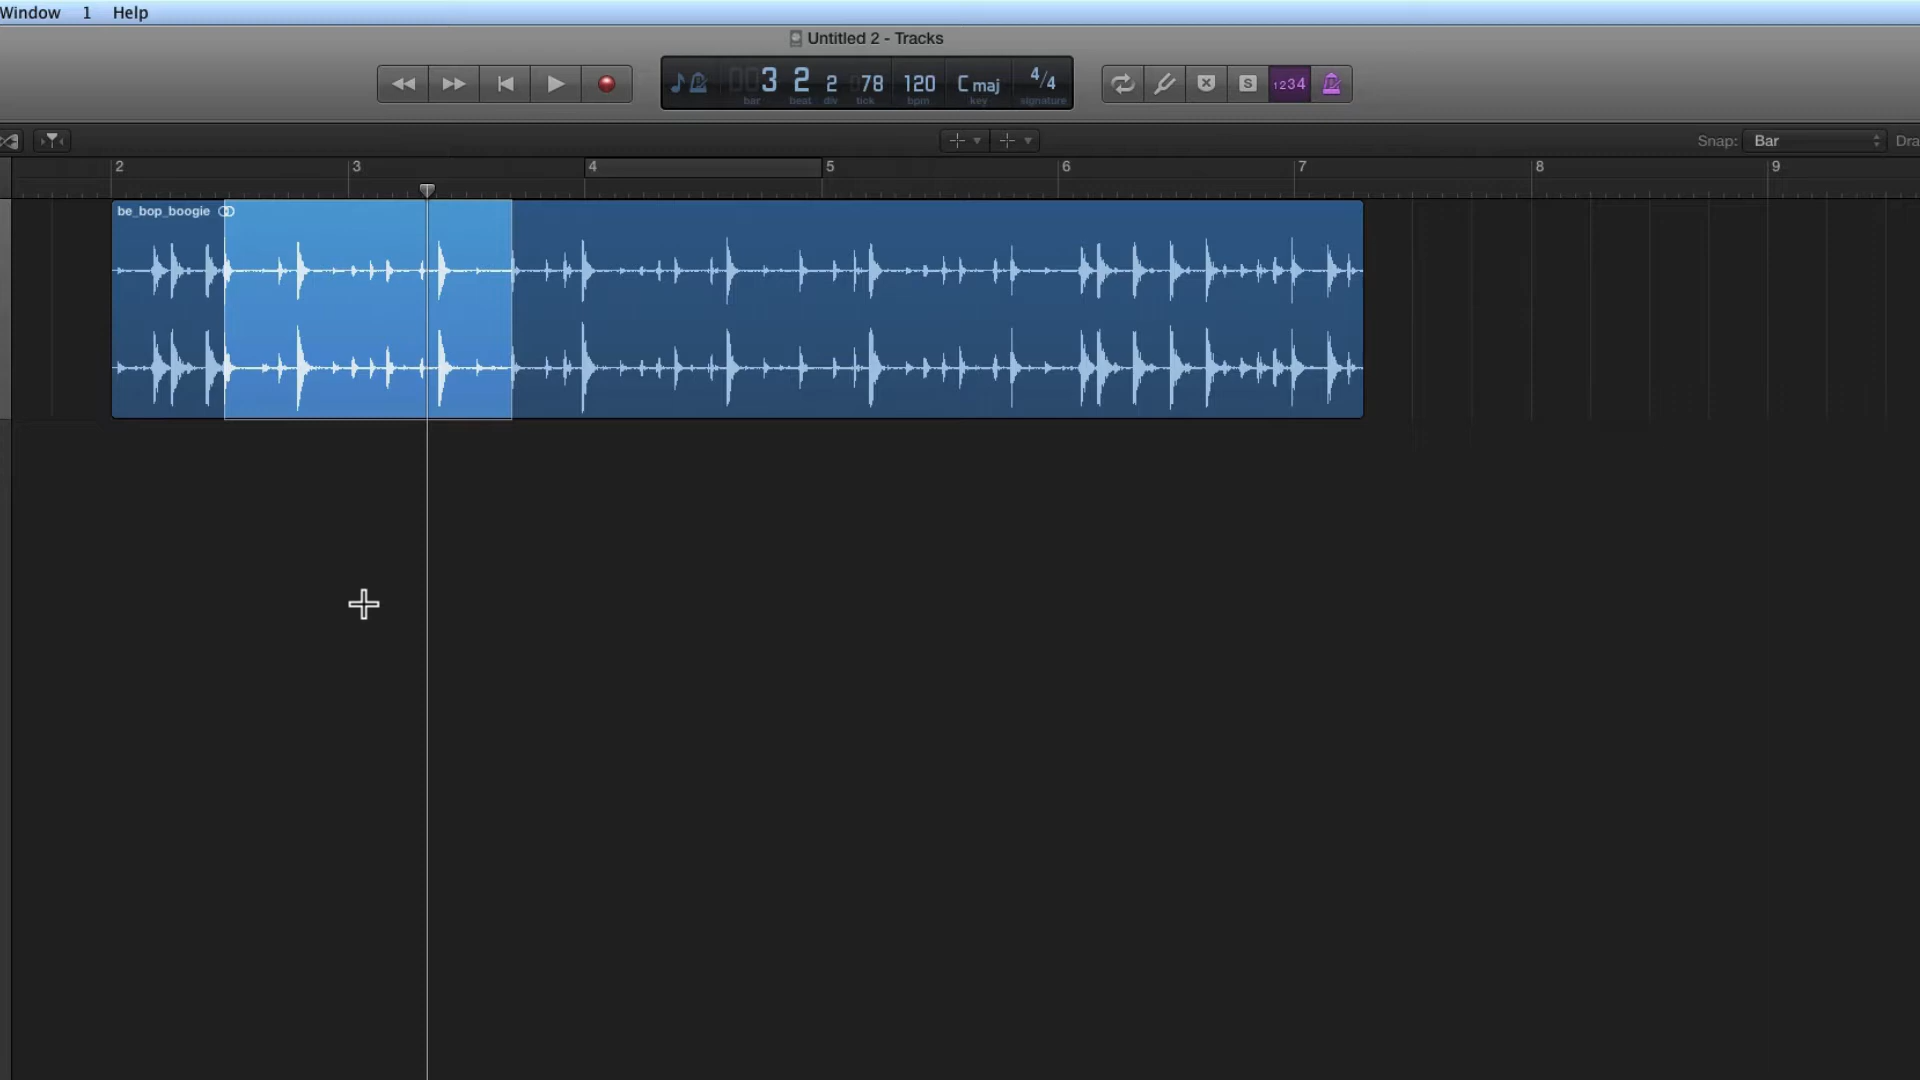 Window 1 Help
Untitled 2 - Tracks
3 2 2 78 120 C maj 4/4
bar beat div tick bpm key signature
S 1234
Snap: Bar Dra
2 3 4 5 6 7 8 9
be_bop_boogie